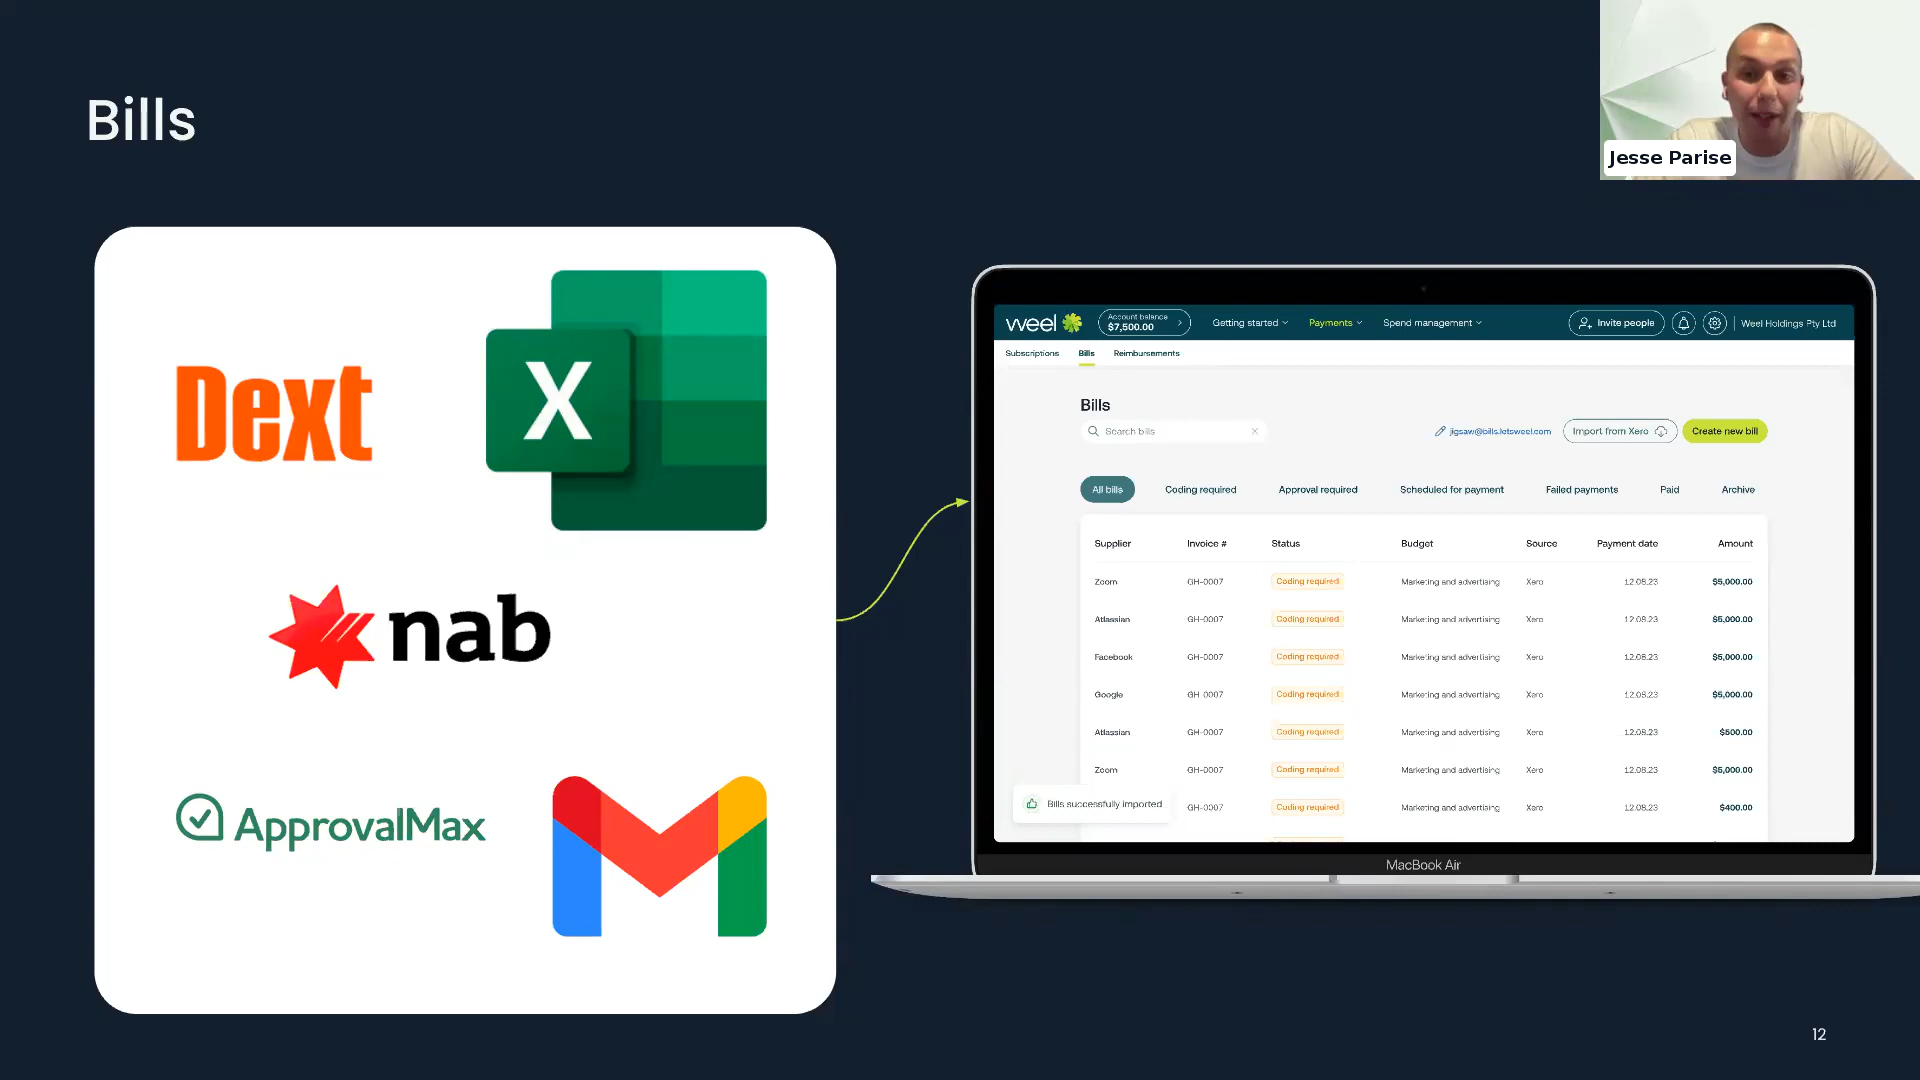 Bills
Jesse Parise
Dext
X
nab
ApprovalMax
weel
Account balance
$7,500.00
Getting started
Payments
Spend management
Invite people
Weel Holdings Pty Ltd
Subscriptions
Bills
Reimbursements
Bills
Search bills
jigsaw@bills.letsweel.com
Import from Xero
Create new bill
All bills
Coding required
Approval required
Scheduled for payment
Failed payments
Paid
Archive
Supplier Invoice # Status Budget Source Payment date Amount
Zoom GH-0007 Coding required Marketing and advertising Xero 12.08.23 $5,000.00
Atlassian GH-0007 Coding required Marketing and advertising Xero 12.08.23 $5,000.00
Facebook GH-0007 Coding required Marketing and advertising Xero 12.08.23 $5,000.00
Google GH-0007 Coding required Marketing and advertising Xero 12.08.23 $5,000.00
Atlassian GH-0007 Coding required Marketing and advertising Xero 12.08.23 $500.00
Zoom GH-0007 Coding required Marketing and advertising Xero 12.08.23 $5,000.00
GH-0007 Coding required Marketing and advertising Xero 12.08.23 $400.00
Bills successfully imported
MacBook Air
12